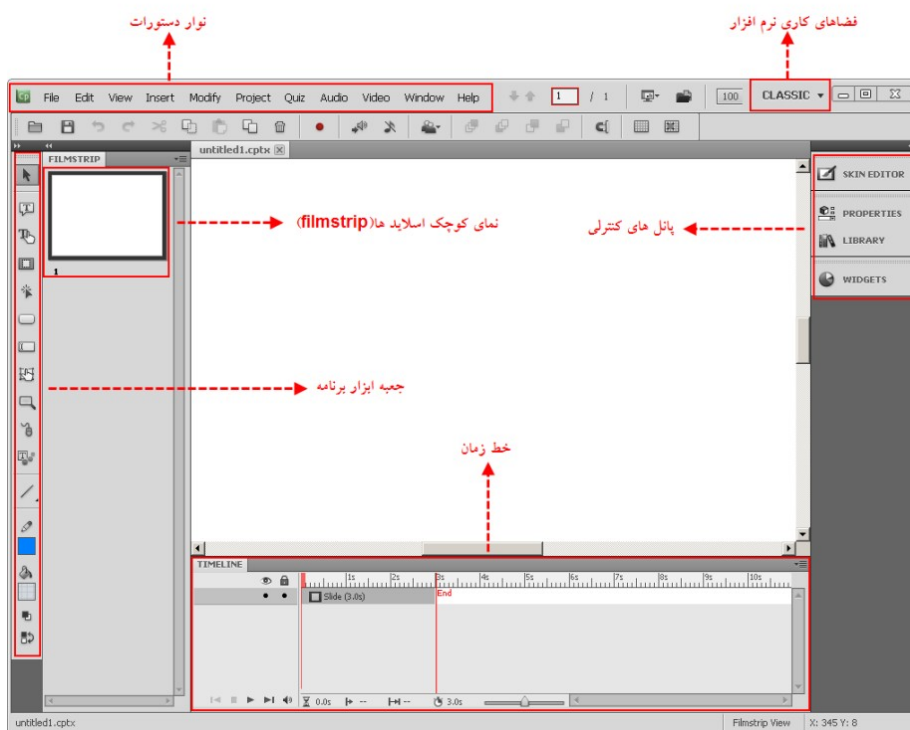 نوار دستورات
فضاهای کاری نرم افزار
Cp File Edit View Insert Modify Project Quiz Audio Video Window Help 1 / 1 100 CLASSIC
FILMSTRIP
untitled1.cptx
1
نمای کوچک اسلاید ها(filmstrip)
پانل های کنترلی
SKIN EDITOR
PROPERTIES
LIBRARY
WIDGETS
جعبه ابزار برنامه
خط زمان
TIMELINE
1s 2s 3s 4s 5s 6s 7s 8s 9s 10s
Slide (3.0s) End
0.0s -- -- 3.0s
untitled1.cptx Filmstrip View X: 345 Y: 8